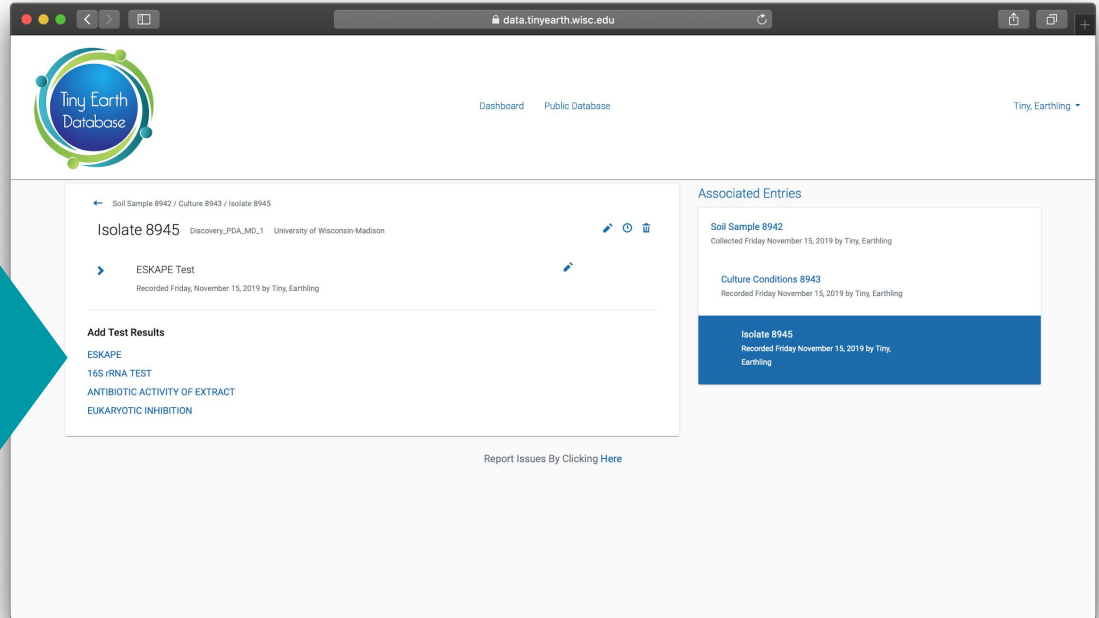 data.tinyearth.wisc.edu
Tiny Earth
Database
Dashboard Public Database
Tiny, Earthling
← Soil Sample 8942 / Culture 8943 / Isolate 8945
Isolate 8945 Discovery_PDA_MD_1 University of Wisconsin-Madison
ESKAPE Test
Recorded Friday, November 15, 2019 by Tiny, Earthling
Add Test Results
ESKAPE
16S rRNA TEST
ANTIBIOTIC ACTIVITY OF EXTRACT
EUKARYOTIC INHIBITION
Associated Entries
Soil Sample 8942
Collected Friday November 15, 2019 by Tiny, Earthling
Culture Conditions 8943
Recorded Friday November 15, 2019 by Tiny, Earthling
Isolate 8945
Recorded Friday November 15, 2019 by Tiny,
Earthling
Report Issues By Clicking Here